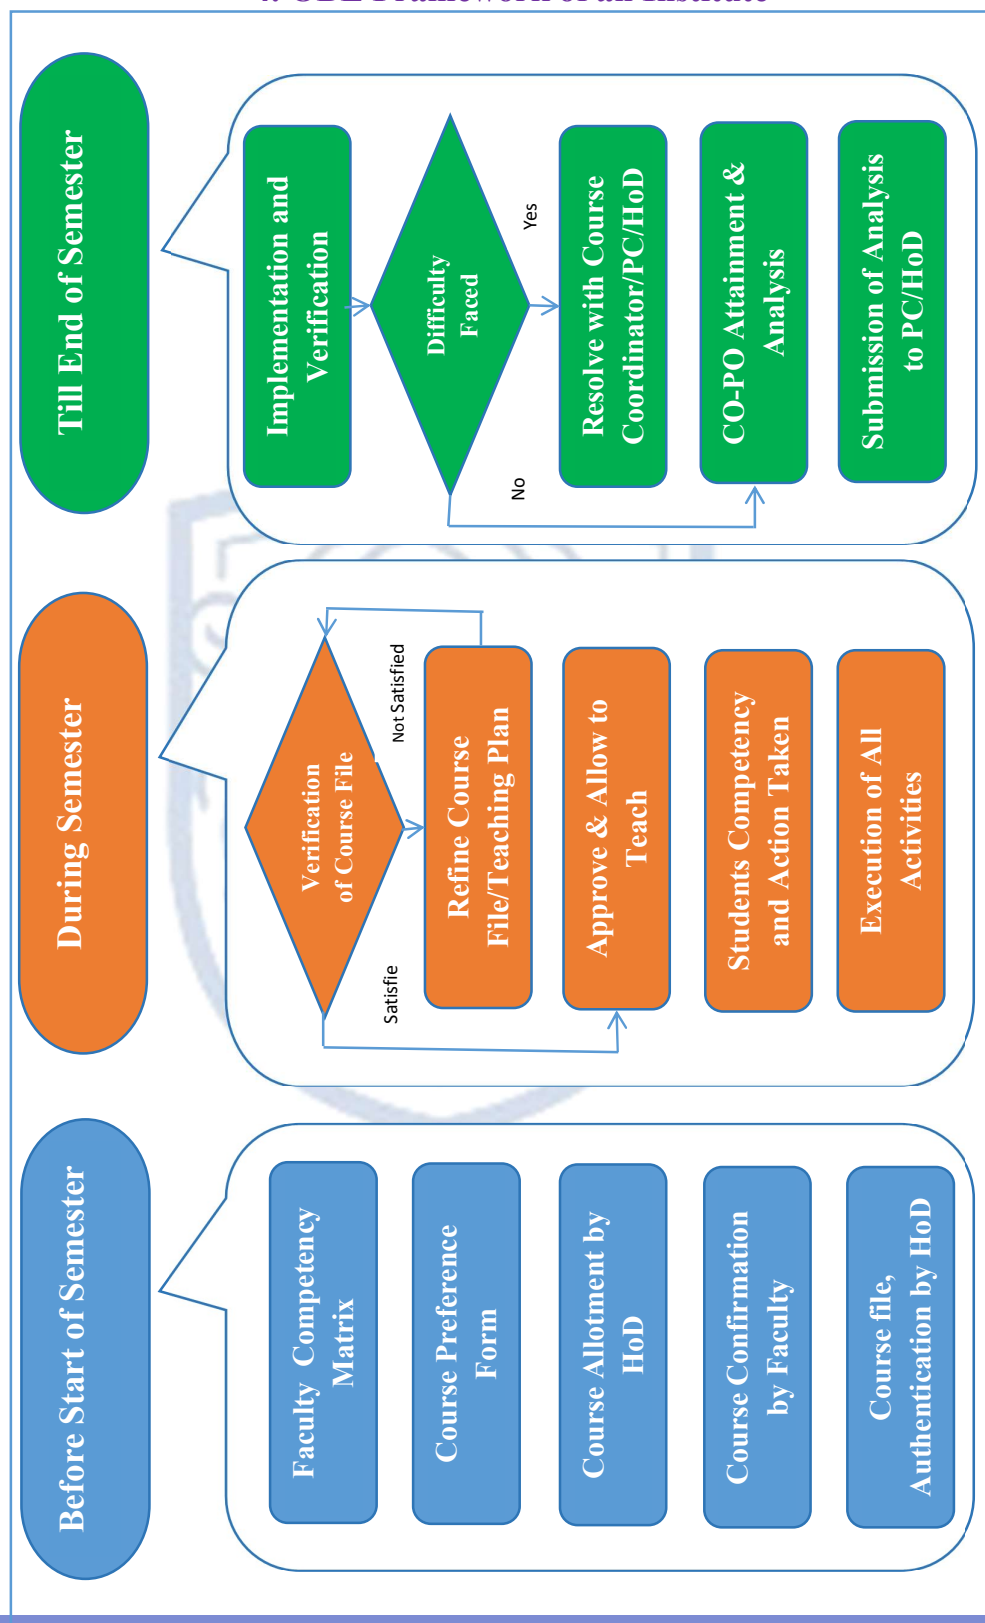 Before Start of Semester
Faculty Competency
Matrix
Course Preference
Form
Course Allotment by
HoD
Course Confirmation
by Faculty
Course file,
Authentication by HoD
During Semester
Verification
of Course File
Satisfie
Not Satisfied
Refine Course
File/Teaching Plan
Approve & Allow to
Teach
Students Competency
and Action Taken
Execution of All
Activities
Till End of Semester
Implementation and
Verification
Difficulty
Faced
No
Yes
Resolve with Course
Coordinator/PC/HoD
CO-PO Attainment &
Analysis
Submission of Analysis
to PC/HoD